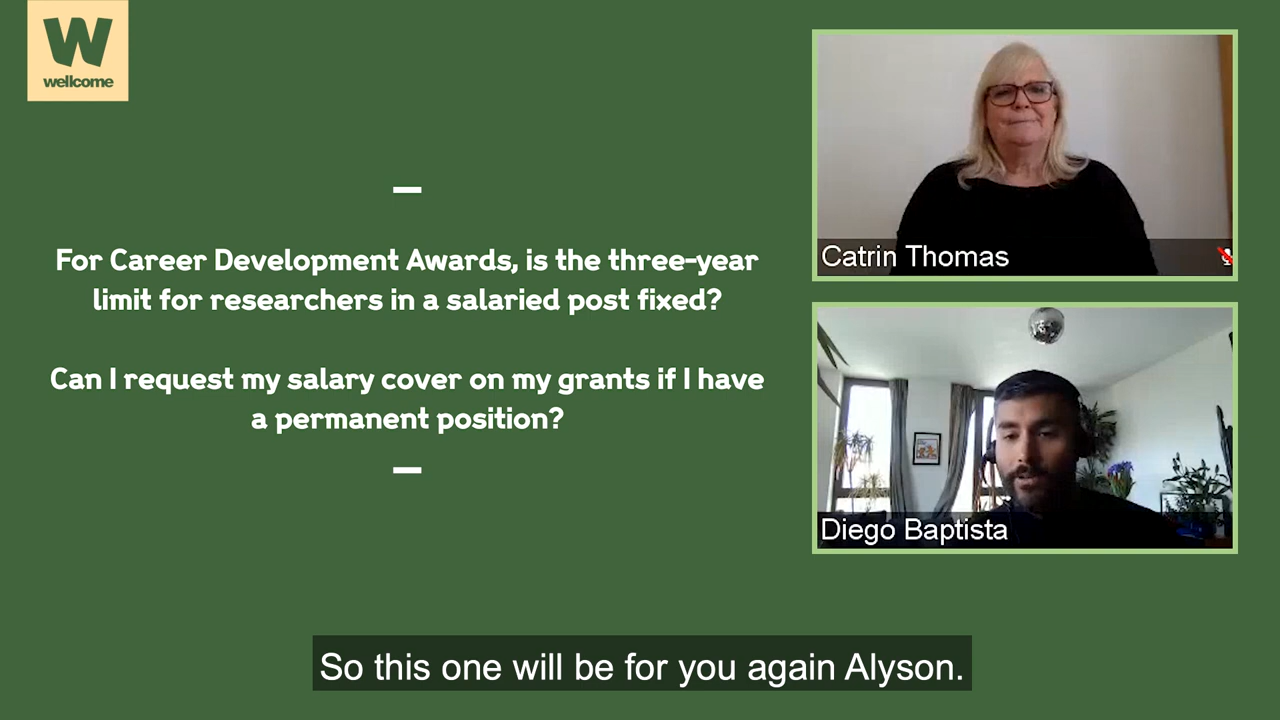 W
wellcome
For Career Development Awards, is the three-year
limit for researchers in a salaried post fixed?
Can I request my salary cover on my grants if I have
a permanent position?
Catrin Thomas
Diego Baptista
So this one will be for you again Alyson.